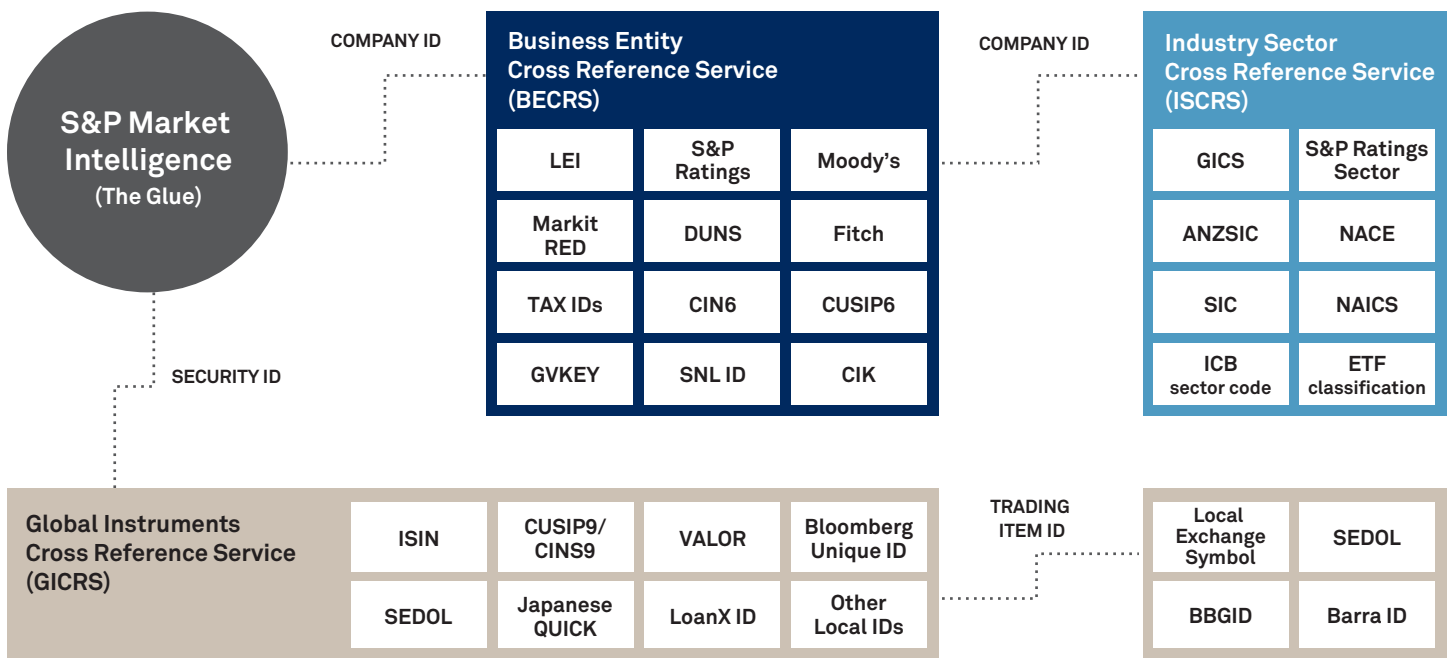 S&P Market
Intelligence
(The Glue)
COMPANY ID
Business Entity
Cross Reference Service
(BECRS)
LEI
S&P
Ratings
Moody's
Markit
RED
DUNS
Fitch
TAX IDs
CIN6
CUSIP6
GVKEY
SNL ID
CIK
COMPANY ID
Industry Sector
Cross Reference Service
(ISCRS)
GICS
S&P Ratings
Sector
ANZSIC
NACE
SIC
NAICS
ICB
sector code
ETF
classification
SECURITY ID
Global Instruments
Cross Reference Service
(GICRS)
ISIN
CUSIP9/
CINS9
VALOR
Bloomberg
Unique ID
SEDOL
Japanese
QUICK
LoanX ID
Other
Local IDs
TRADING
ITEM ID
Local
Exchange
Symbol
SEDOL
BBGID
Barra ID